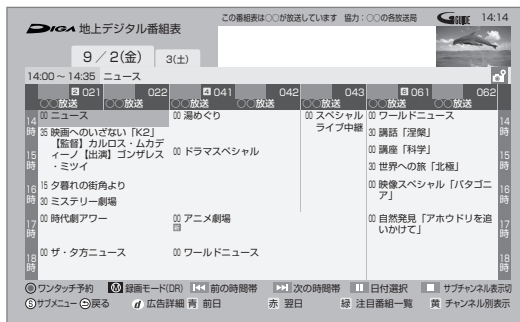 DIGA 地上デジタル番組表
この番組表は○○が放送しています 協力：○○の各放送局
G GUIDE 14:14
9／2(金) 3(土)
14:00～14:35 ニュース
2 021 022 4 041 042 043 6 061 062
○○放送 ○○放送 ○○放送 ○○放送 ○○放送 ○○放送 ○○放送
14時
00 ニュース
35 映画へのいざない「K2」
【監督】カルロス・ムカデ
ィーノ【出演】ゴンザレス
・ミツイ
15 夕暮れの街角より
30 ミステリー劇場
00 時代劇アワー
00 ザ・夕方ニュース
00 湯めぐり
00 ドラマスペシャル
00 アニメ劇場
00 ワールドニュース
00 スペシャル
ライブ中継
00 ワールドニュース
30 講話「涅槃」
00 講座「科学」
30 世界への旅「北極」
00 映像スペシャル「パタゴニ
ア」
00 自然発見「アホウドリを追
いかけて」
15時
16時
17時
18時
ワンタッチ予約 録画モード(DR) 前の時間帯 次の時間帯 日付選択 サブチャンネル表示切
S サブメニュー 戻る d 広告詳細 青 前日 赤 翌日 緑 注目番組一覧 黄 チャンネル別表示